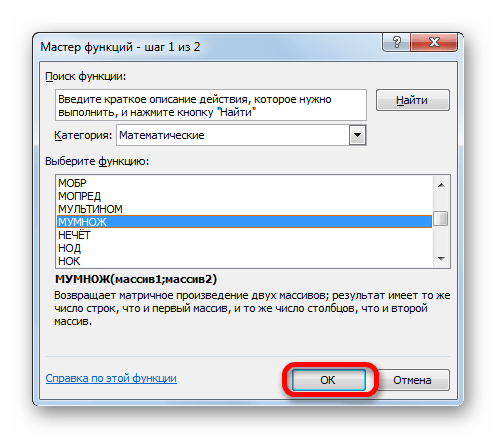 Мастер функций - шаг 1 из 2
Поиск функции:
Введите краткое описание действия, которое нужно
выполнить, и нажмите кнопку "Найти"
Найти
Категория: Математические
Выберите функцию:
МОБР
МОПРЕД
МУЛЬТИНОМ
МУМНОЖ
НЕЧЁТ
НОД
НОК
МУМНОЖ(массив1;массив2)
Возвращает матричное произведение двух массивов; результат имеет то же
число строк, что и первый массив, и то же число столбцов, что и второй
массив.
Справка по этой функции
ОК
Отмена